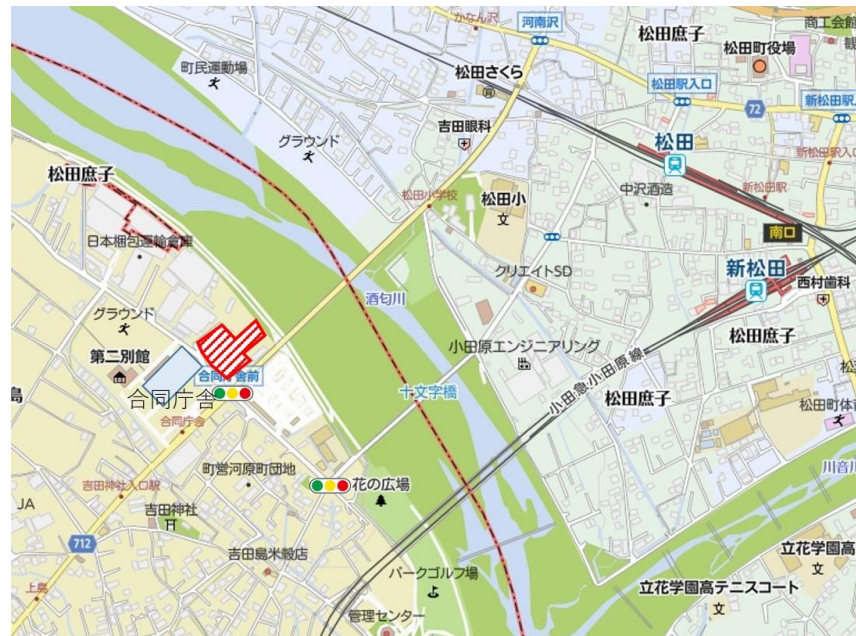 かなん沢
河南沢
松田庶子
商工会館
観
松田町役場
町民運動場
松田さくら
松田駅入口
72
新松田駅
吉田眼科
松田
新松田駅入口
グラウンド
中沢酒造
新松田駅
松田庶子
松田小学校
松田小
文
南口
日本梱包運輸倉庫
クリエイトSD
新松田
西村歯科
酒匂川
グラウンド
松田庶子
第二別館
小田原エンジニアリング
合同庁舎前
小田急小田原線
島
合同庁舎
十文字橋
松田庶子
松田町体育
合同庁舎
町営河原町団地
川音川
吉田神社入口駅
花の広場
JA
吉田神社
712
吉田島米穀店
立花学園高
文
パークゴルフ場
上島
立花学園高テニスコート
文
管理センター